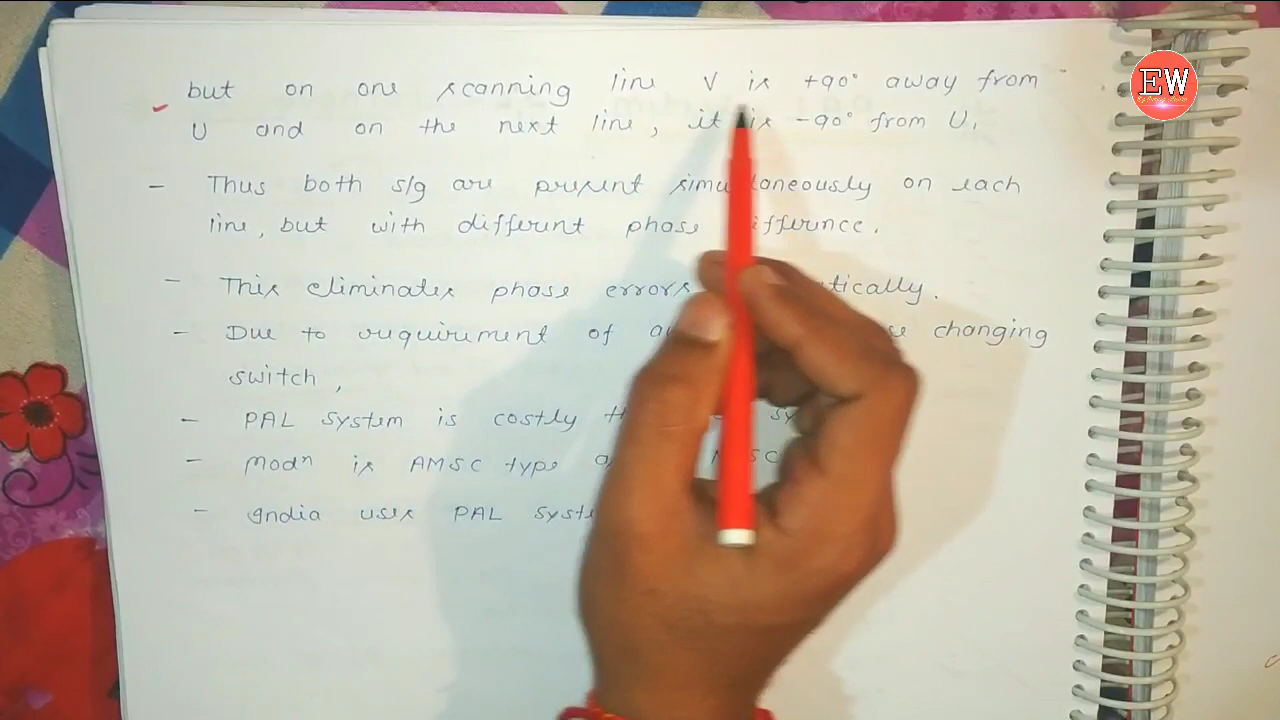 but on one scanning line V is +90° away from
U and on the next line, it is -90° from U.
- Thus both s/g are present simultaneously on each
line, but with different phase difference.
- This eliminates phase errors tically.
- Due to requirement of changing
switch,
- PAL system is costly
- Modn is AMSC type
- India uses PAL
EW